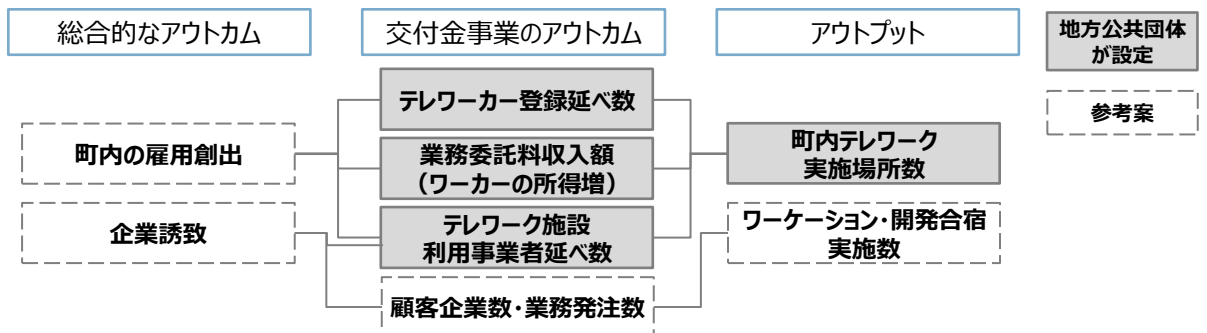 総合的なアウトカム
交付金事業のアウトカム
アウトプット
地方公共団体
が設定
参考案
テレワーカー登録延べ数
町内の雇用創出
業務委託料収入額
（ワーカーの所得増）
町内テレワーク
実施場所数
企業誘致
テレワーク施設
利用事業者延べ数
ワーケーション・開発合宿
実施数
顧客企業数・業務発注数